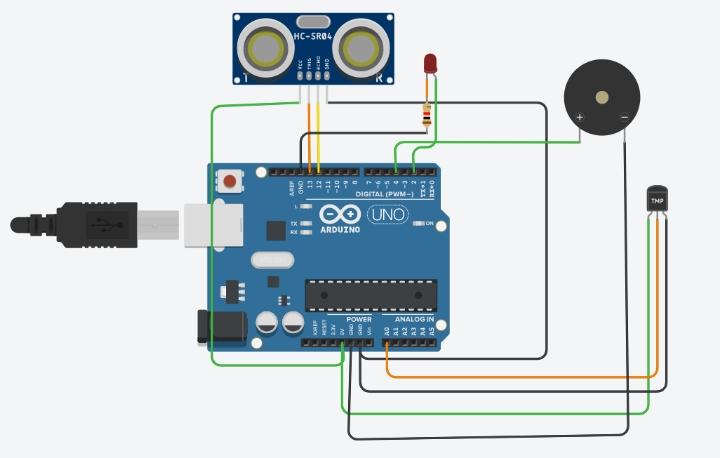 HC-SR04
VCC
TRIG
ECHO
GND
T
R
+
−
TMP
AREF
GND
13
12
~11
~10
~9
8
7
~6
~5
4
~3
2
TX→1
RX←0
DIGITAL (PWM~)
L
TX
RX
ARDUINO
UNO
ON
POWER
ANALOG IN
IOREF
RESET
3.3V
5V
GND
GND
Vin
A0
A1
A2
A3
A4
A5